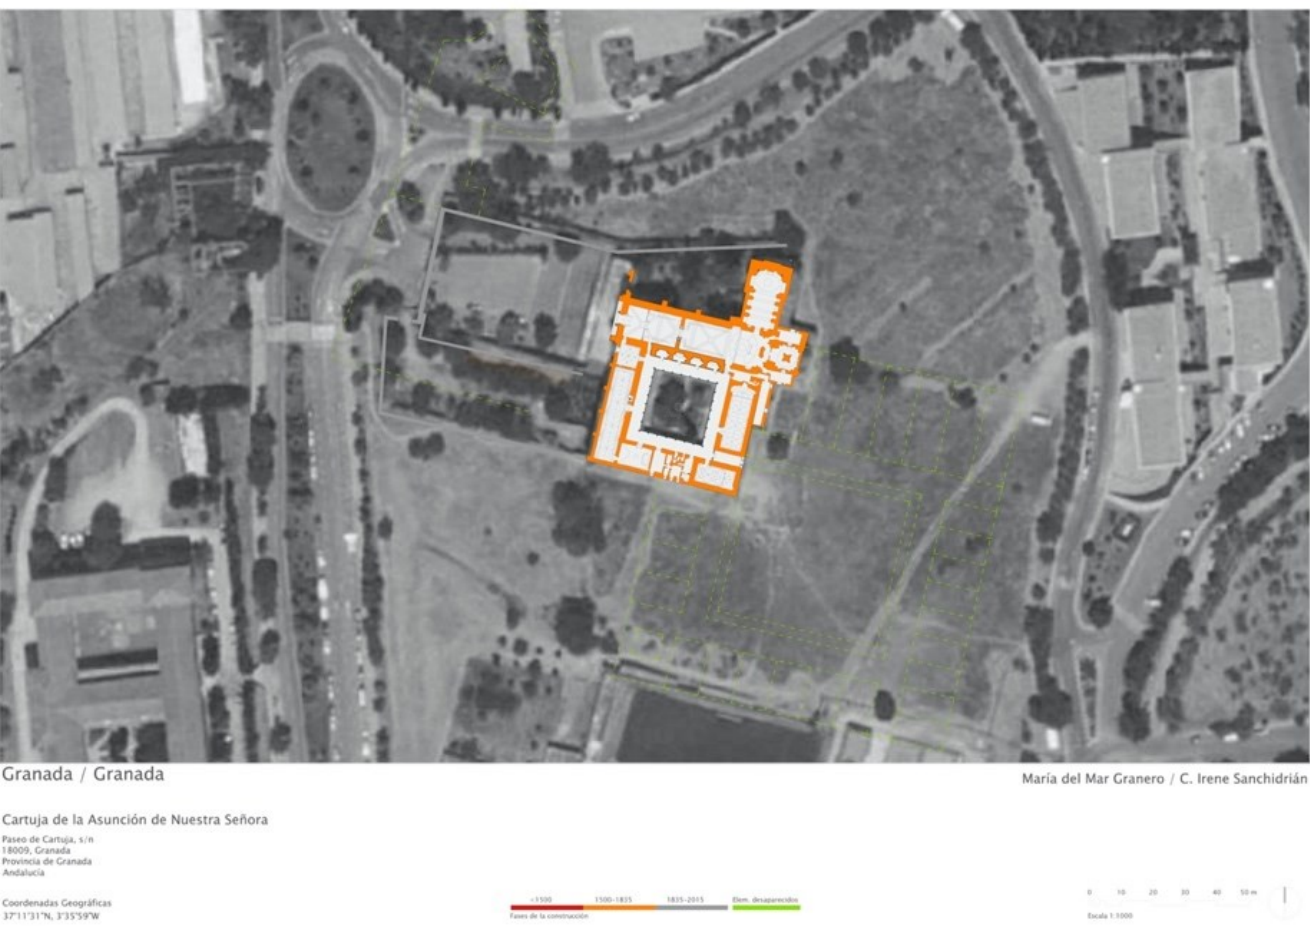 Granada / Granada
María del Mar Granero / C. Irene Sanchidrián
Cartuja de la Asunción de Nuestra Señora
Paseo de Cartuja, s/n
18009, Granada
Provincia de Granada
Andalucía
Coordenadas Geográficas
37°11'31"N, 3°35'59"W
<1500 1500-1835 1835-2015 Elem. desaparecidos
Fases de la construcción
0 10 20 30 40 50 m
Escala 1:1000